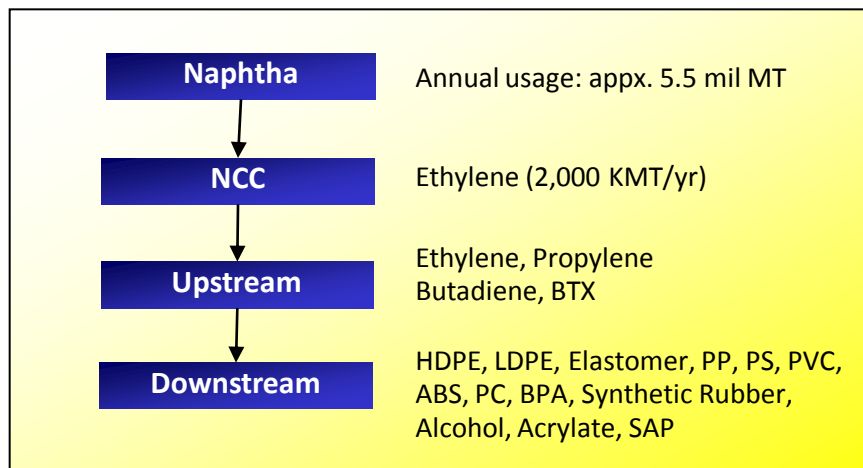 Naphtha
Annual usage: appx. 5.5 mil MT
NCC
Ethylene (2,000 KMT/yr)
Upstream
Ethylene, Propylene
Butadiene, BTX
Downstream
HDPE, LDPE, Elastomer, PP, PS, PVC,
ABS, PC, BPA, Synthetic Rubber,
Alcohol, Acrylate, SAP